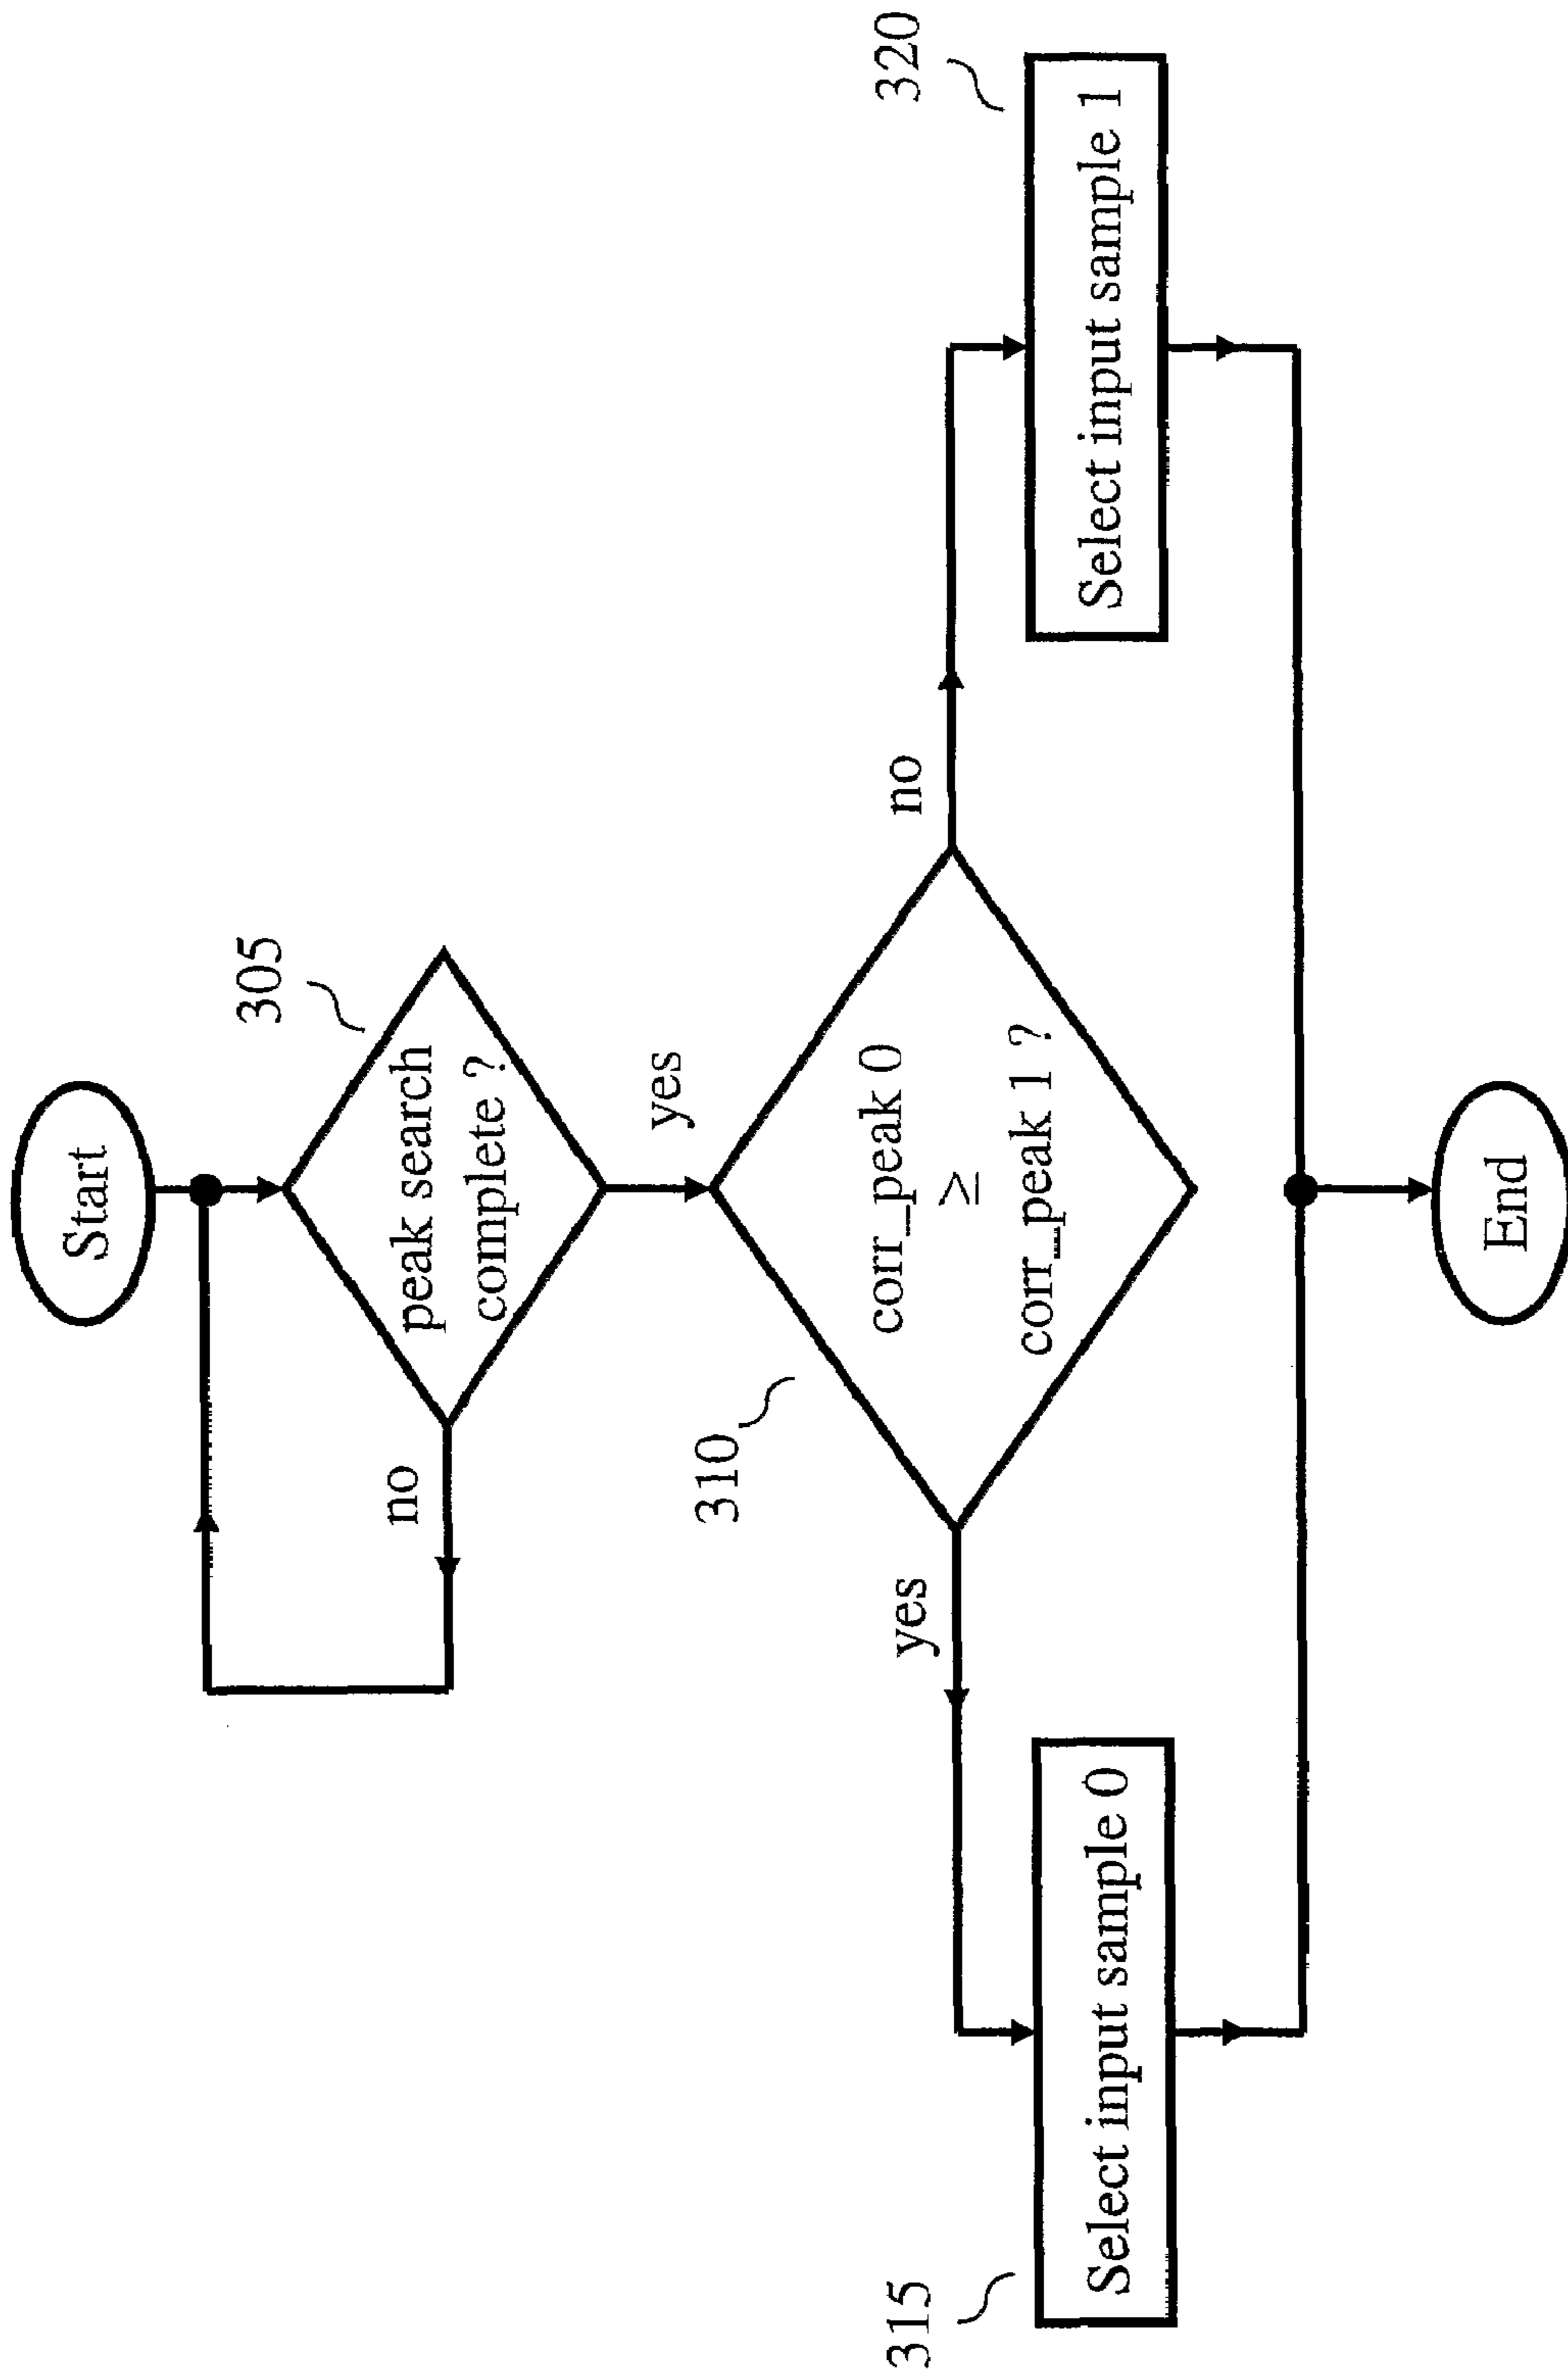 Start
305
peak search
complete ?
no
yes
310
corr_peak 0
≥
corr_peak 1 ?
yes
no
315
Select input sample 0
320
Select input sample 1
End